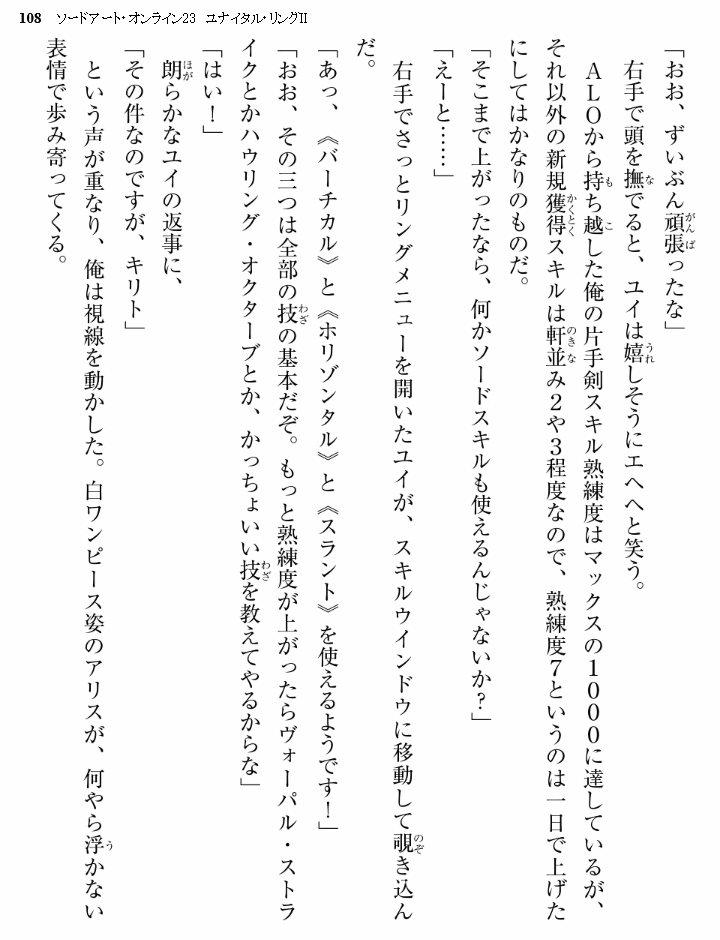 108 ソードアート・オンライン23 ユナイタル・リングⅡ
「おお、ずいぶん頑張ったな」
右手で頭を撫でると、ユイは嬉しそうにエヘへと笑う。
ALOから持ち越した俺の片手剣スキル熟練度はマックスの1000に達しているが、
それ以外の新規獲得スキルは軒並み2や3程度なので、熟練度7というのは一日で上げた
にしてはかなりのものだ。
「そこまで上がったなら、何かソードスキルも使えるんじゃないか?」
「えーと……」
右手でさっとリングメニューを開いたユイが、スキルウインドウに移動して覗き込ん
だ。
「あっ、《バーチカル》と《ホリゾンタル》と《スラント》を使えるようです!」
「おお、その三つは全部の技の基本だぞ。もっと熟練度が上がったらヴォーパル・ストラ
イクとかハウリング・オクターブとか、かっちょいい技を教えてやるからな」
「はい!」
朗らかなユイの返事に、
「その件なのですが、キリト」
という声が重なり、俺は視線を動かした。白ワンピース姿のアリスが、何やら浮かない
表情で歩み寄ってくる。